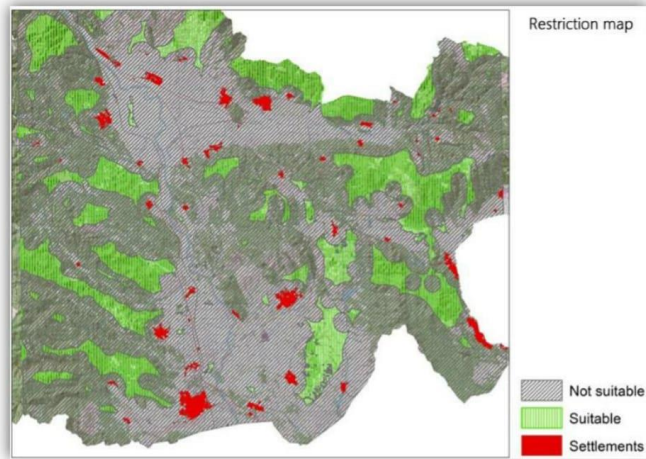 Restriction map
Not suitable
Suitable
Settlements